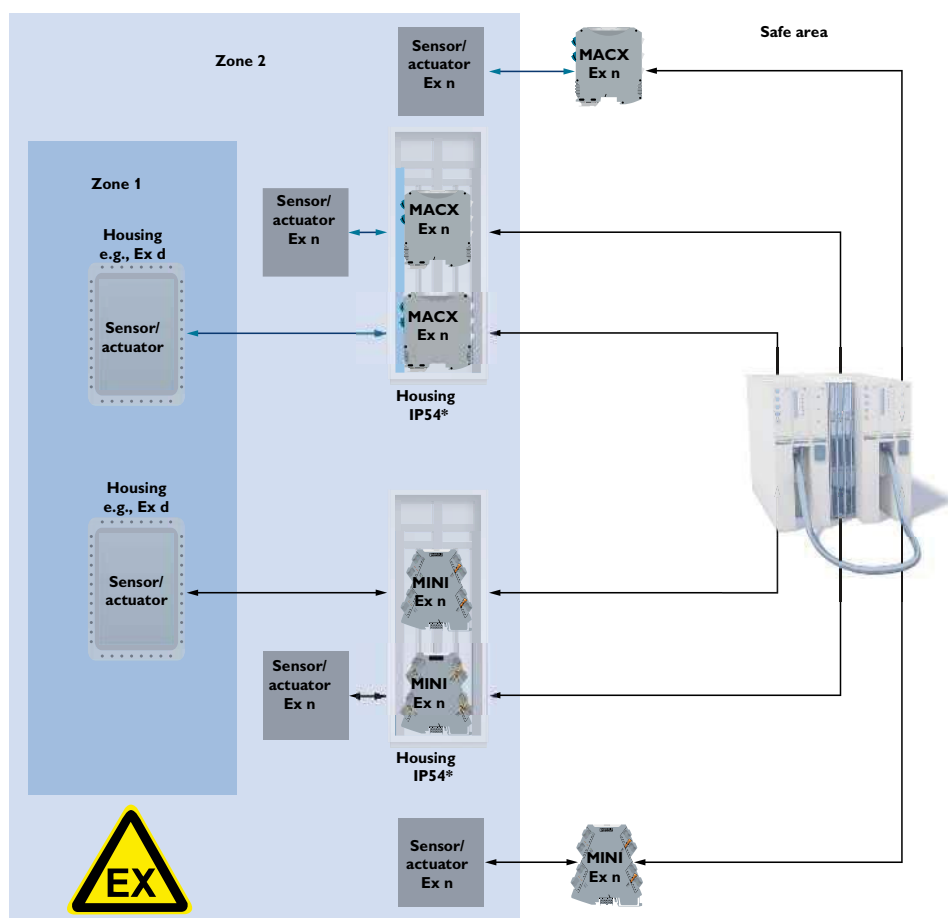 Zone 2
Sensor/
actuator
Ex n
MACX
Ex n
Safe area
Zone 1
Sensor/
actuator
Ex n
MACX
Ex n
Housing
e.g., Ex d
Sensor/
actuator
MACX
Ex n
Housing
IP54*
Housing
e.g., Ex d
Sensor/
actuator
MINI
Ex n
Sensor/
actuator
Ex n
MINI
Ex n
Housing
IP54*
EX
Sensor/
actuator
Ex n
MINI
Ex n